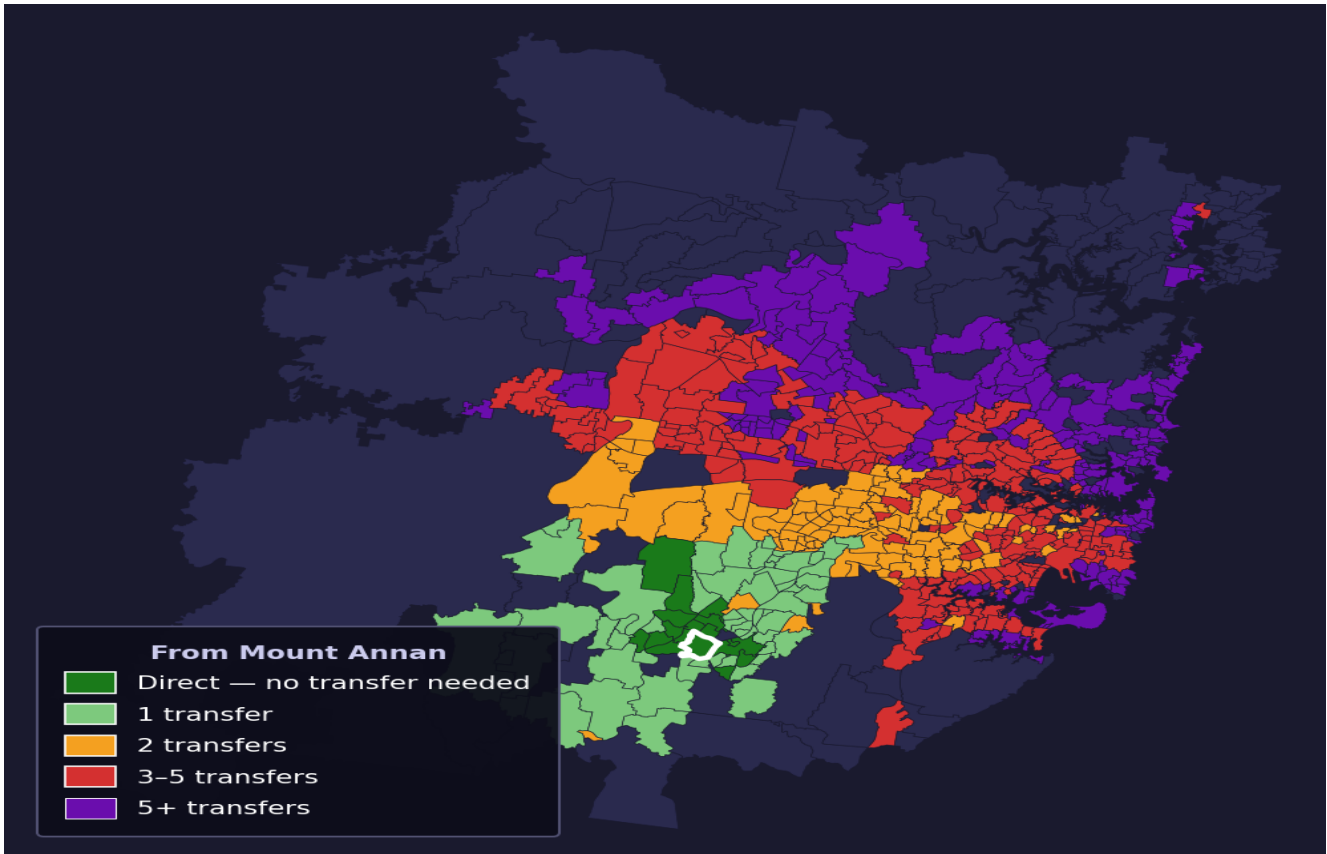 From Mount Annan
Direct — no transfer needed
1 transfer
2 transfers
3–5 transfers
5+ transfers